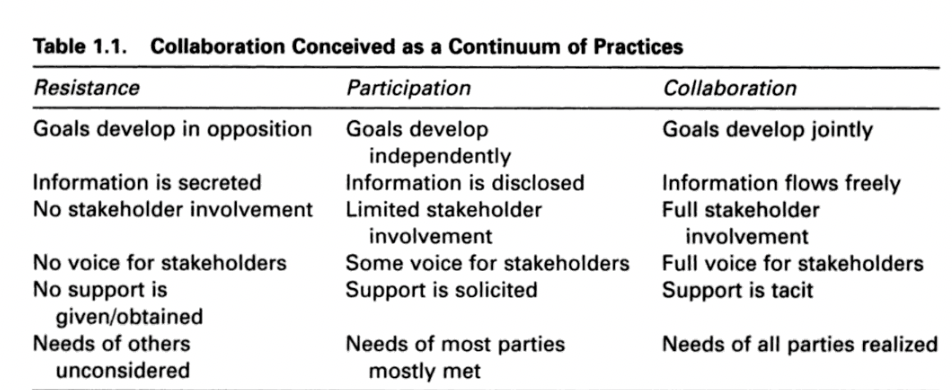 Table 1.1. Collaboration Conceived as a Continuum of Practices
Resistance Participation Collaboration
Goals develop in opposition Goals develop Goals develop jointly
independently
Information is secreted Information is disclosed Information flows freely
No stakeholder involvement Limited stakeholder Full stakeholder
involvement involvement
No voice for stakeholders Some voice for stakeholders Full voice for stakeholders
No support is Support is solicited Support is tacit
given/obtained
Needs of others Needs of most parties Needs of all parties realized
unconsidered mostly met